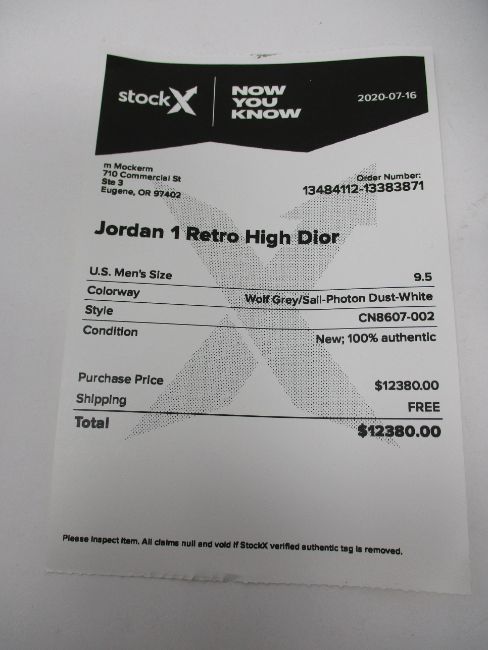 stockX
NOW
YOU
KNOW
2020-07-16
m Mockerm
710 Commercial St
Ste 3
Eugene, OR 97402
Order Number:
13484112-13383871
Jordan 1 Retro High Dior
U.S. Men's Size 9.5
Colorway Wolf Grey/Sail-Photon Dust-White
Style CN8607-002
Condition New; 100% authentic
Purchase Price $12380.00
Shipping FREE
Total $12380.00
Please inspect item. All claims null and void if StockX verified authentic tag is removed.